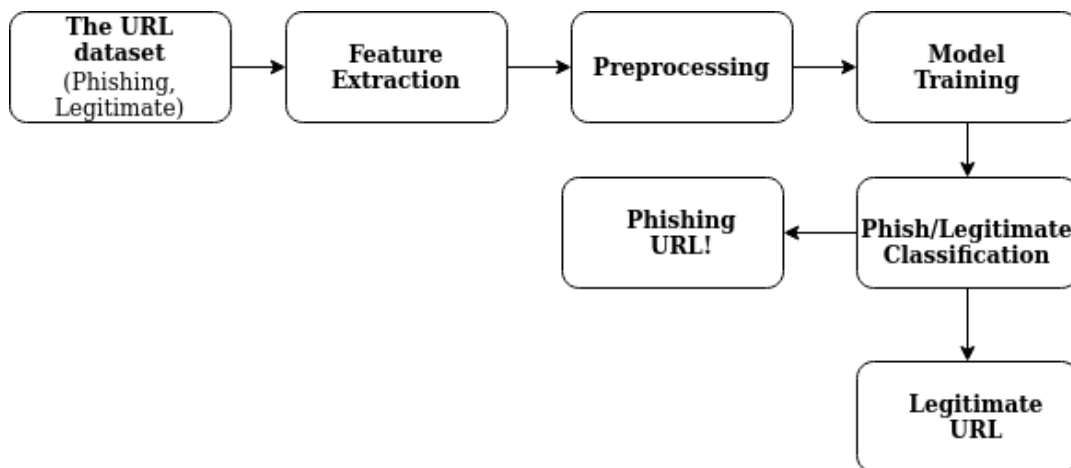 The URL
dataset
(Phishing,
Legitimate)
Feature
Extraction
Preprocessing
Model
Training
Phishing
URL!
Phish/Legitimate
Classification
Legitimate
URL